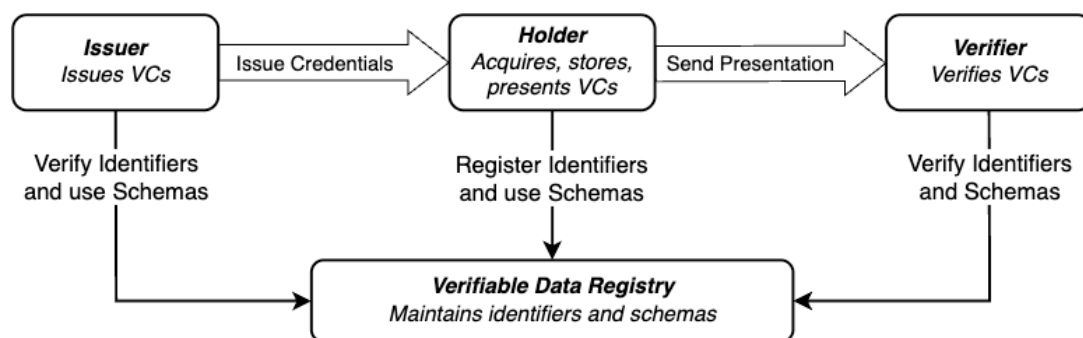 Issuer
Issues VCs
Issue Credentials
Holder
Acquires, stores,
presents VCs
Send Presentation
Verifier
Verifies VCs
Verify Identifiers
and use Schemas
Register Identifiers
and use Schemas
Verify Identifiers
and Schemas
Verifiable Data Registry
Maintains identifiers and schemas